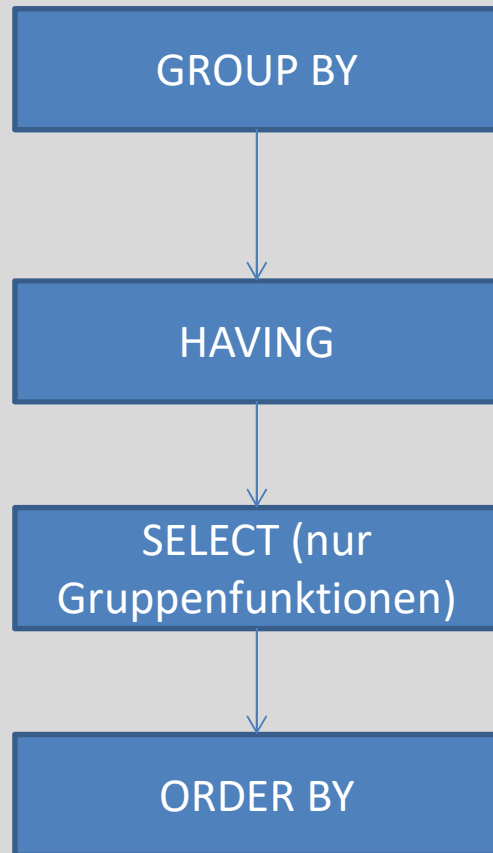 GROUP BY
HAVING
SELECT (nur
Gruppenfunktionen)
ORDER BY